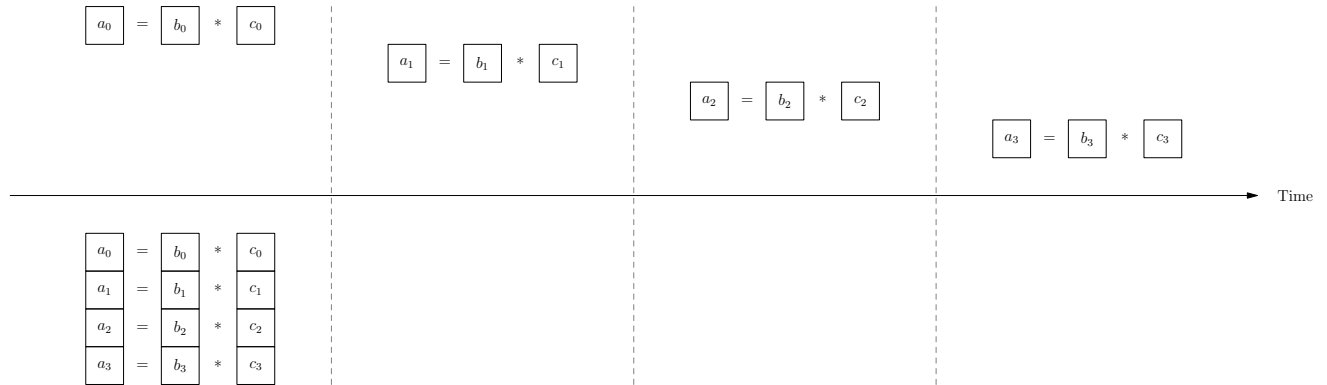 a₀ = b₀ * c₀
a₁ = b₁ * c₁
a₂ = b₂ * c₂
a₃ = b₃ * c₃
Time
a₀ = b₀ * c₀
a₁ = b₁ * c₁
a₂ = b₂ * c₂
a₃ = b₃ * c₃